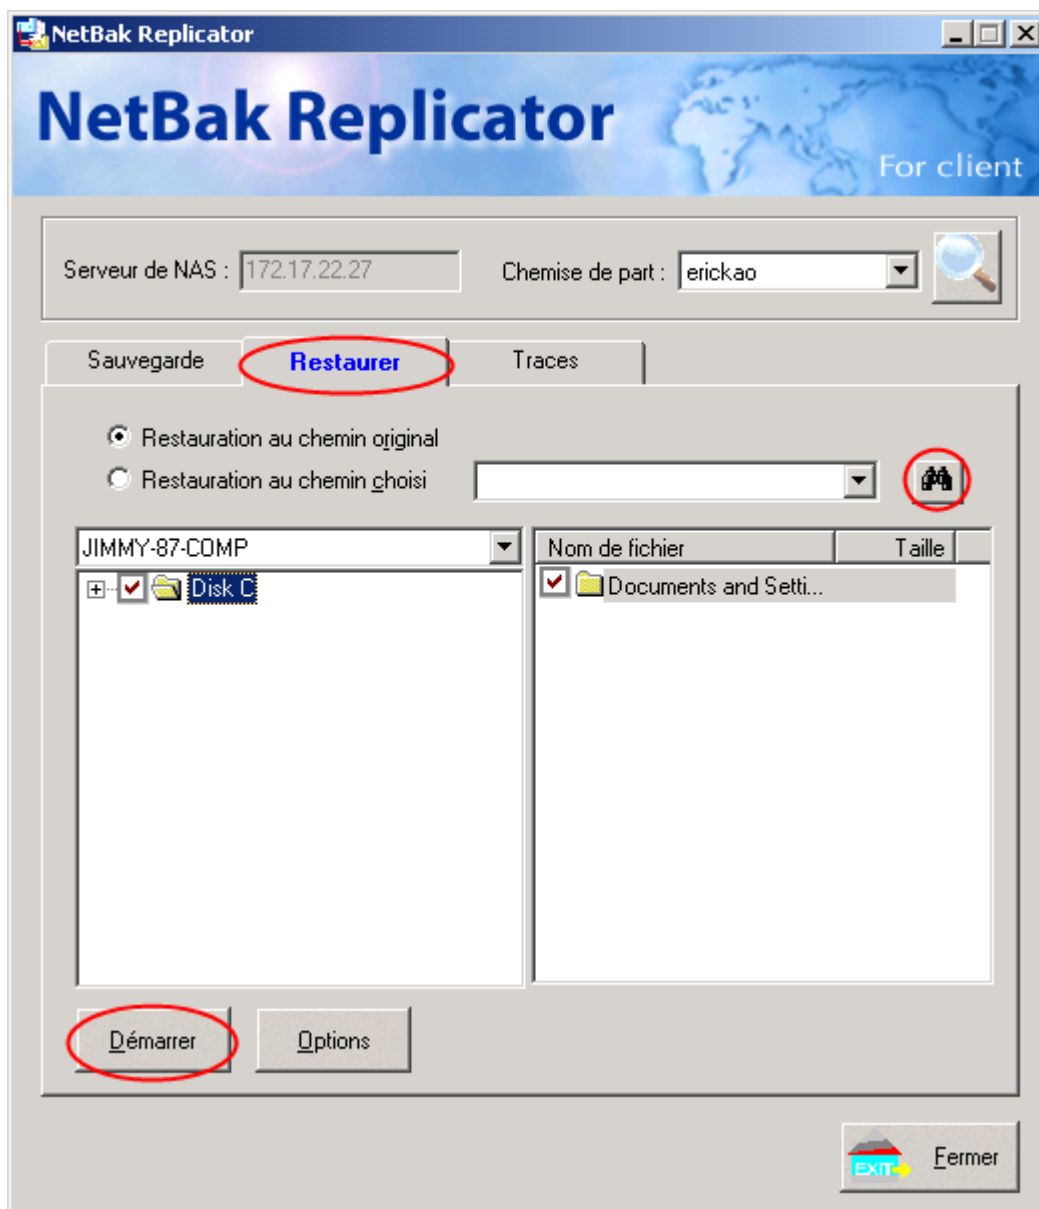 NetBak Replicator
NetBak Replicator
For client
Serveur de NAS : 172.17.22.27 Chemise de part : erickao
Sauvegarde Restaurer Traces
Restauration au chemin original
Restauration au chemin choisi
JIMMY-87-COMP Nom de fichier Taille
Disk C Documents and Setti...
Démarrer Options
EXIT Fermer